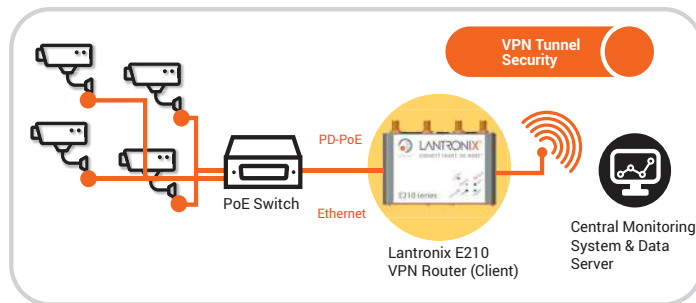 VPN Tunnel
Security
PD-PoE
LANTRONIX
E210 series
PoE Switch
Ethernet
Lantronix E210
VPN Router (Client)
Central Monitoring
System & Data
Server